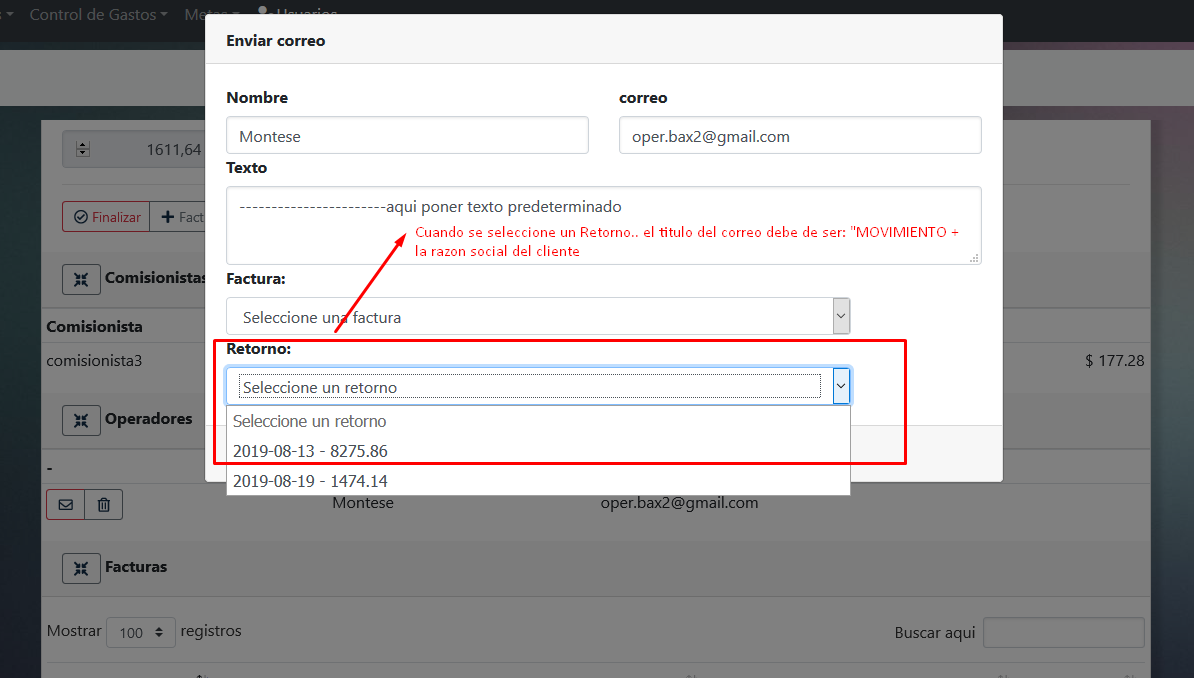 Control de Gastos
Metas
Usuarios
Enviar correo
Nombre
correo
Montese
oper.bax2@gmail.com
Texto
----------------------aqui poner texto predeterminado
Cuando se seleccione un Retorno.. el titulo del correo debe de ser: "MOVIMIENTO +
la razon social del cliente
1611,64
Finalizar
Fact
Factura:
Seleccione una factura
Retorno:
Seleccione un retorno
Seleccione un retorno
2019-08-13 - 8275.86
2019-08-19 - 1474.14
Comisionistas
Comisionista
comisionista3
$ 177.28
Operadores
-
Montese
oper.bax2@gmail.com
Facturas
Mostrar 100 registros
Buscar aqui